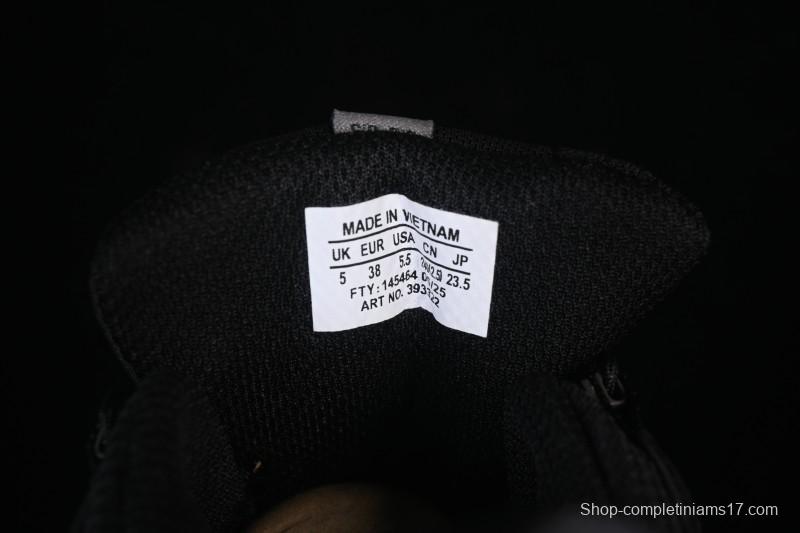 MADE IN VIETNAM
UK EUR USA CN JP
5 38 5.5 23.5
FTY: 145464
ART NO.
Shop-completiniams17.com